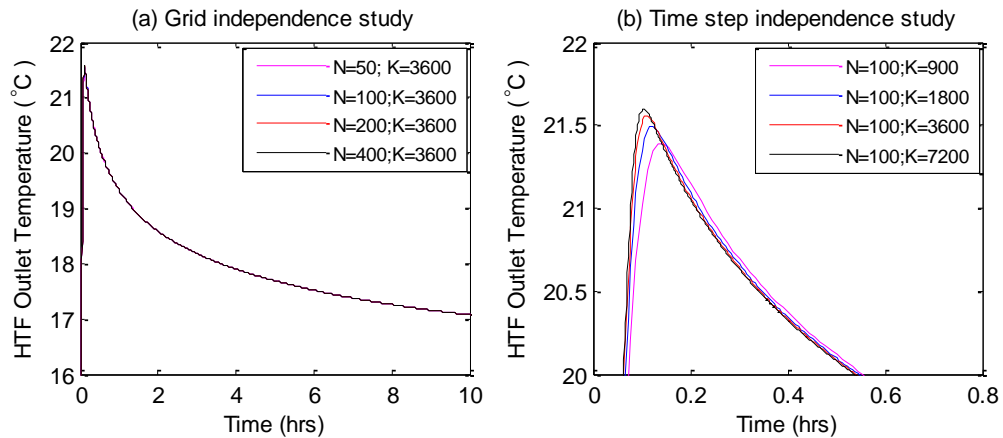 (a) Grid independence study
HTF Outlet Temperature (°C)
22
21
20
19
18
17
16
0
2
4
6
8
10
Time (hrs)
N=50; K=3600
N=100;K=3600
N=200;K=3600
N=400;K=3600
(b) Time step independence study
HTF Outlet Temperature (°C)
22
21.5
21
20.5
20
0
0.2
0.4
0.6
0.8
Time (hrs)
N=100;K=900
N=100;K=1800
N=100;K=3600
N=100;K=7200